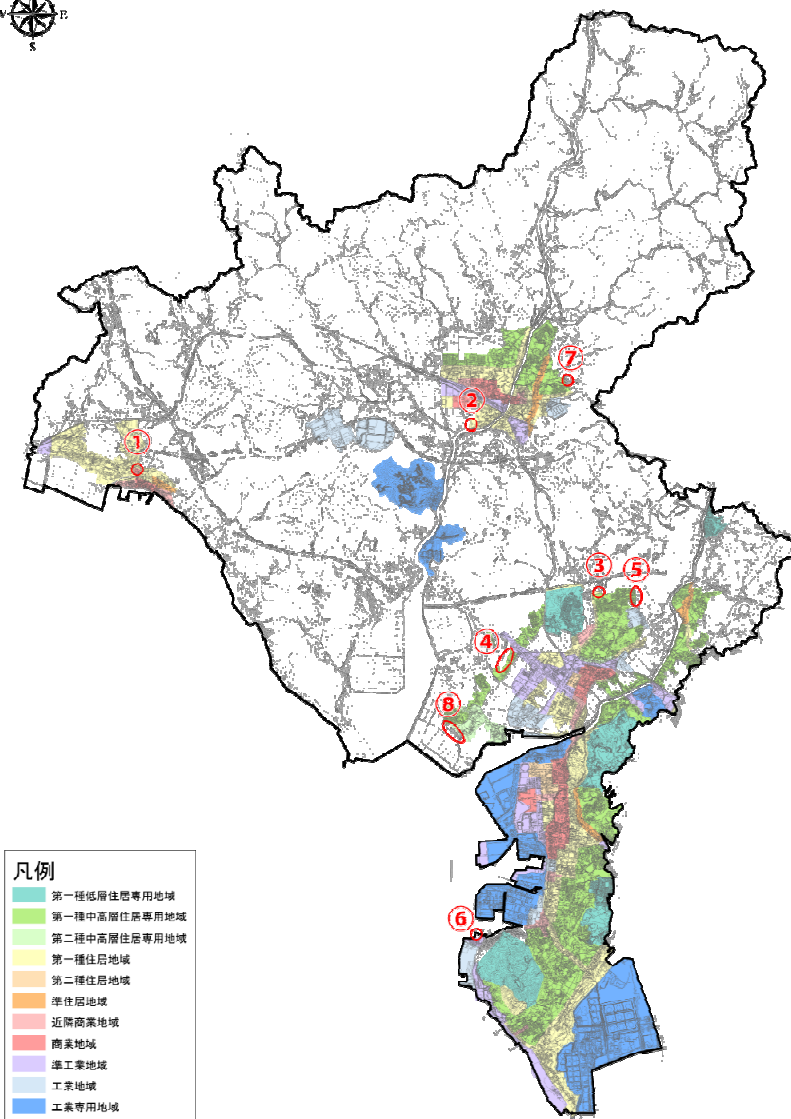 W
E
S
⑦
②
①
③
⑤
④
⑧
⑥
凡例
第一種低層住居専用地域
第一種中高層住居専用地域
第二種中高層住居専用地域
第一種住居地域
第二種住居地域
準住居地域
近隣商業地域
商業地域
準工業地域
工業地域
工業専用地域